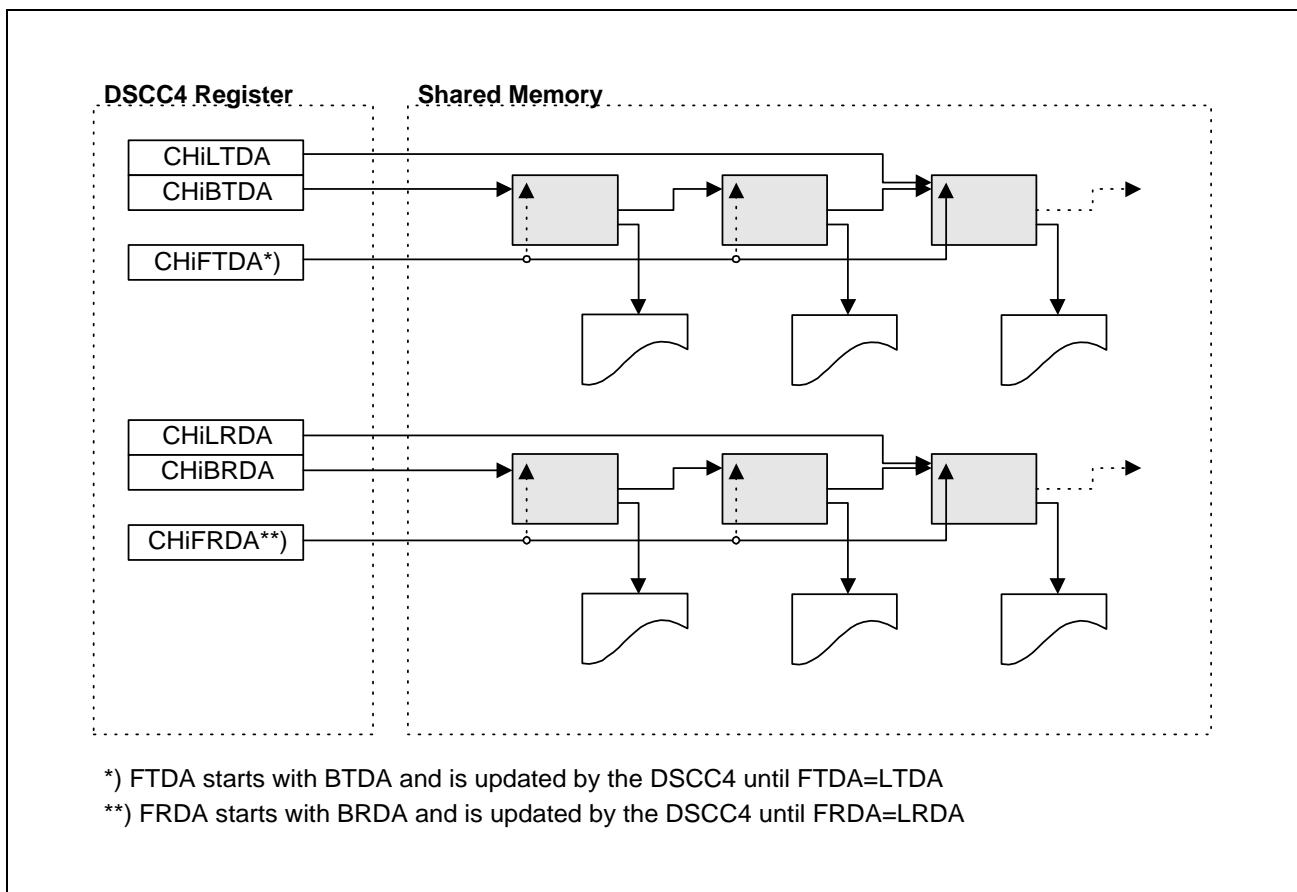 DSCC4 Register
Shared Memory
CHiLTDA
CHiBTDA
CHiFTDA*)
CHiLRDA
CHiBRDA
CHiFRDA**)
*) FTDA starts with BTDA and is updated by the DSCC4 until FTDA=LTDA
**) FRDA starts with BRDA and is updated by the DSCC4 until FRDA=LRDA